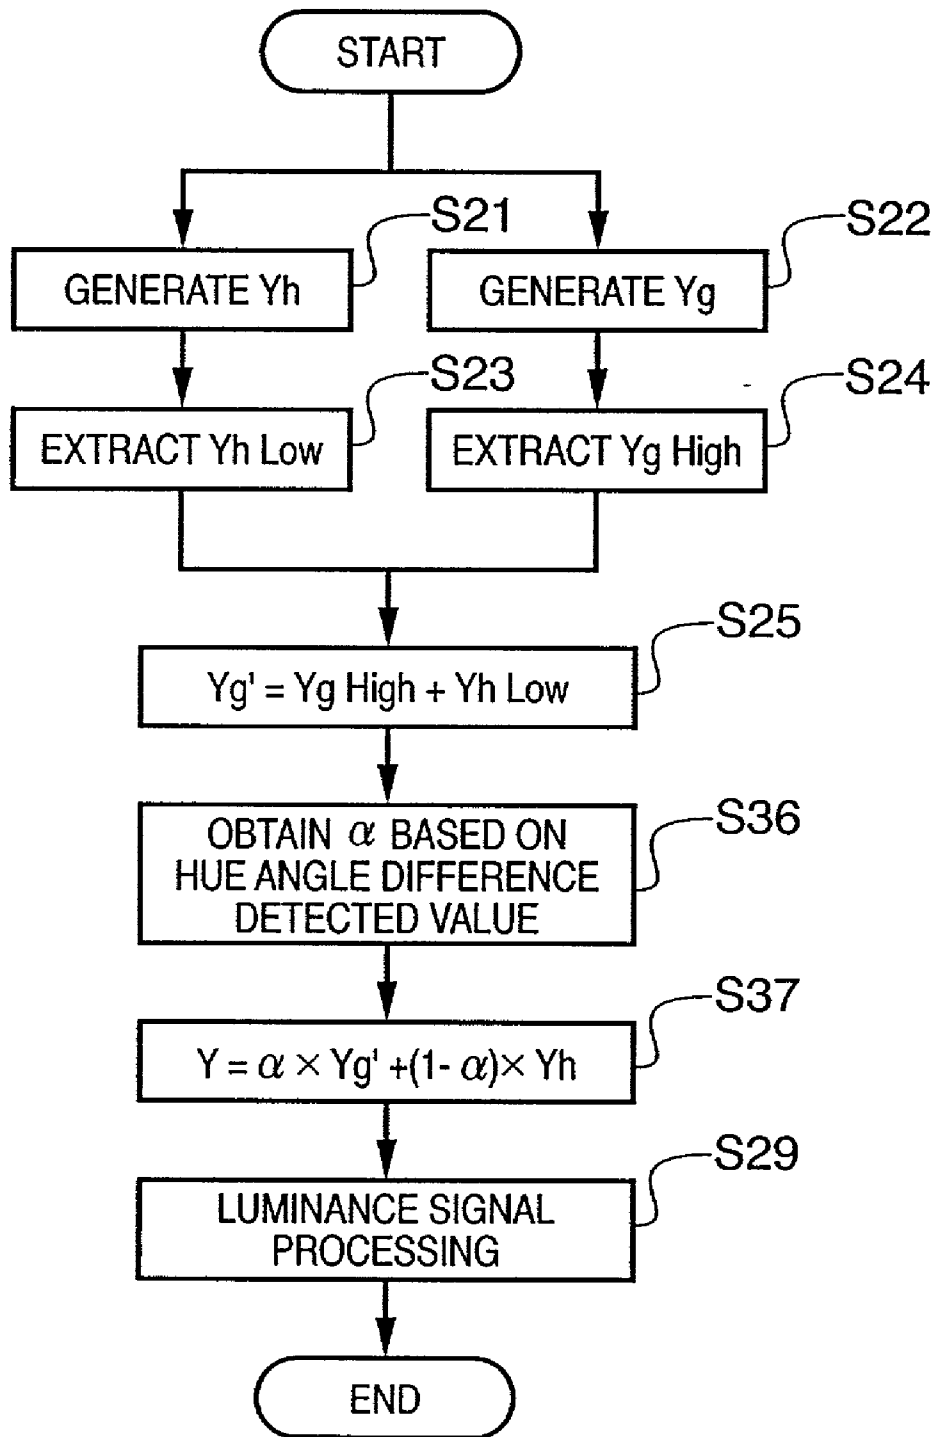 START
S21
S22
GENERATE Yh
GENERATE Yg
S23
S24
EXTRACT Yh Low
EXTRACT Yg High
S25
Yg' = Yg High + Yh Low
S36
OBTAIN α BASED ON
HUE ANGLE DIFFERENCE
DETECTED VALUE
S37
Y = α × Yg' +(1- α)× Yh
S29
LUMINANCE SIGNAL
PROCESSING
END